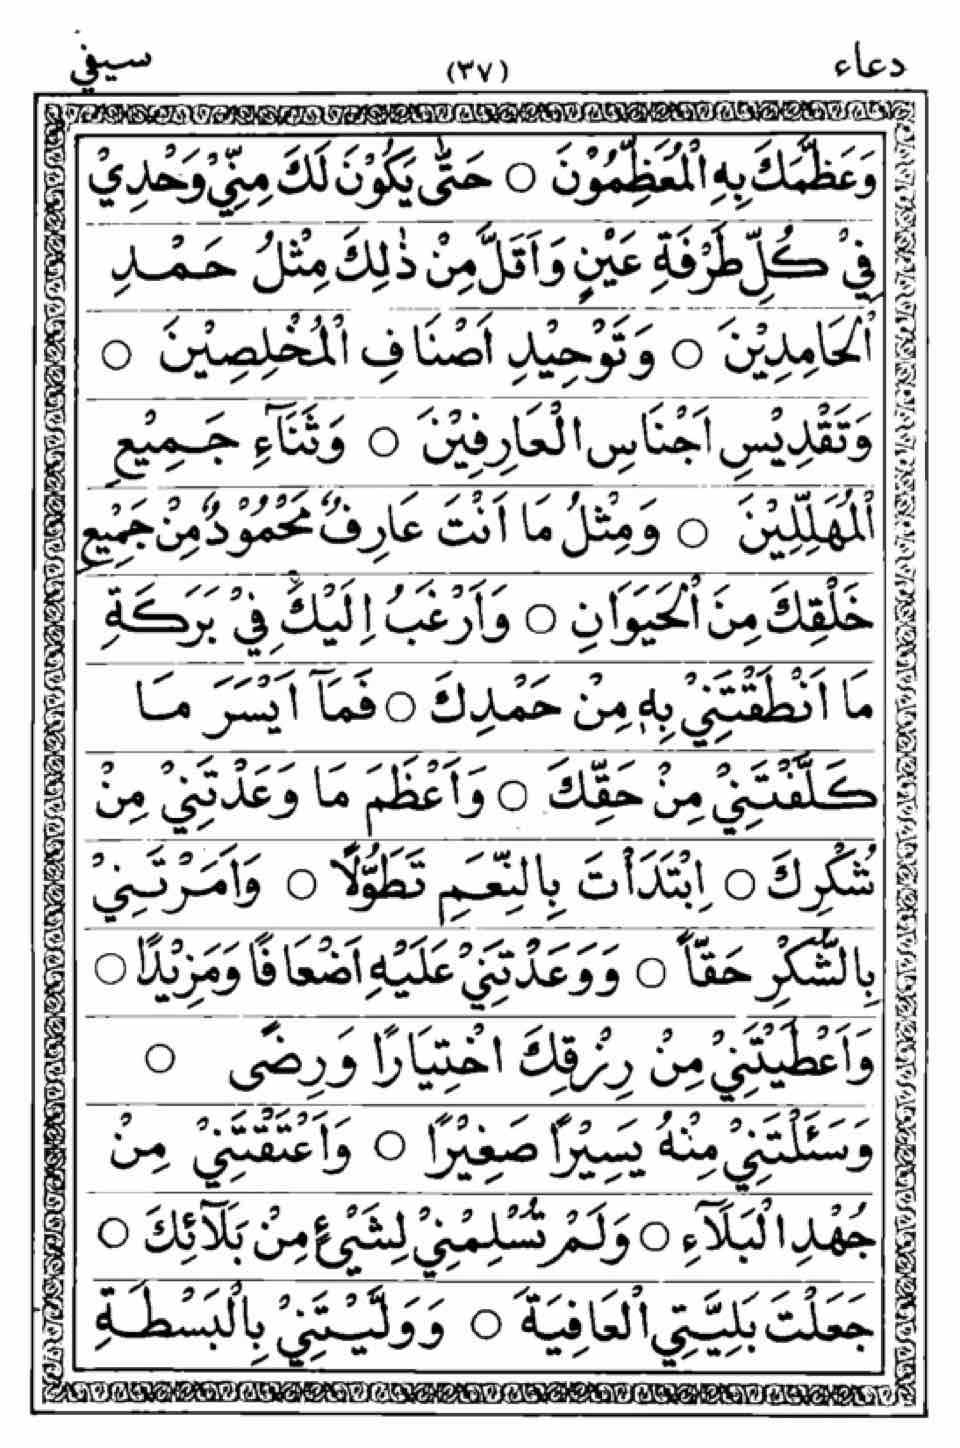 دعاء (٣٧) سيفي
وَعَظَّمَكَ بِهِ الْمُعَظِّمُوْنَ ○ حَتّٰى يَكُوْنَ لَكَ مِنِّيْ وَحْدِيْ
فِيْ كُلِّ طَرْفَةِ عَيْنٍ وَاَقَلَّ مِنْ ذٰلِكَ مِثْلُ حَمْدِ
الْحَامِدِيْنَ ○ وَتَوْحِيْدِ اَصْنَافِ الْمُخْلِصِيْنَ ○
وَتَقْدِيْسِ اَجْنَاسِ الْعَارِفِيْنَ ○ وَثَنَآءِ جَمِيْعِ
الْمُهَلِّلِيْنَ ○ وَمِثْلُ مَا اَنْتَ عَارِفٌ مَحْمُوْدٌ مِنْ جَمِيْعِ
خَلْقِكَ مِنَ الْحَيَوَانِ ○ وَاَرْغَبُ اِلَيْكَ فِيْ بَرَكَةِ
مَا اَنْطَقْتَنِيْ بِهٖ مِنْ حَمْدِكَ ○ فَمَآ اَيْسَرَ مَا
كَلَّفْتَنِيْ مِنْ حَقِّكَ ○ وَاَعْظَمَ مَا وَعَدْتَنِيْ مِنْ
شُكْرِكَ ○ اِبْتَدَأْتَ بِالنِّعَمِ تَطَوُّلًا ○ وَاَمَرْتَنِيْ
بِالشُّكْرِ حَقّاً ○ وَوَعَدْتَنِيْ عَلَيْهِ اَضْعَافًا وَمَزِيْدًا ○
وَاَعْطَيْتَنِيْ مِنْ رِزْقِكَ اخْتِيَارًا وَرِضًى ○
وَسَئَلْتَنِيْ مِنْهُ يَسِيْرًا صَغِيْرًا ○ وَاَعْتَقْتَنِيْ مِنْ
جُهْدِ الْبَلَآءِ ○ وَلَمْ تُسْلِمْنِيْ لِشَيْءٍ مِنْ بَلَآئِكَ ○
جَعَلْتَ بَلِيَّتِي الْعَافِيَةَ ○ وَوَلَّيْتَنِيْ بِالْبَسْطَةِ